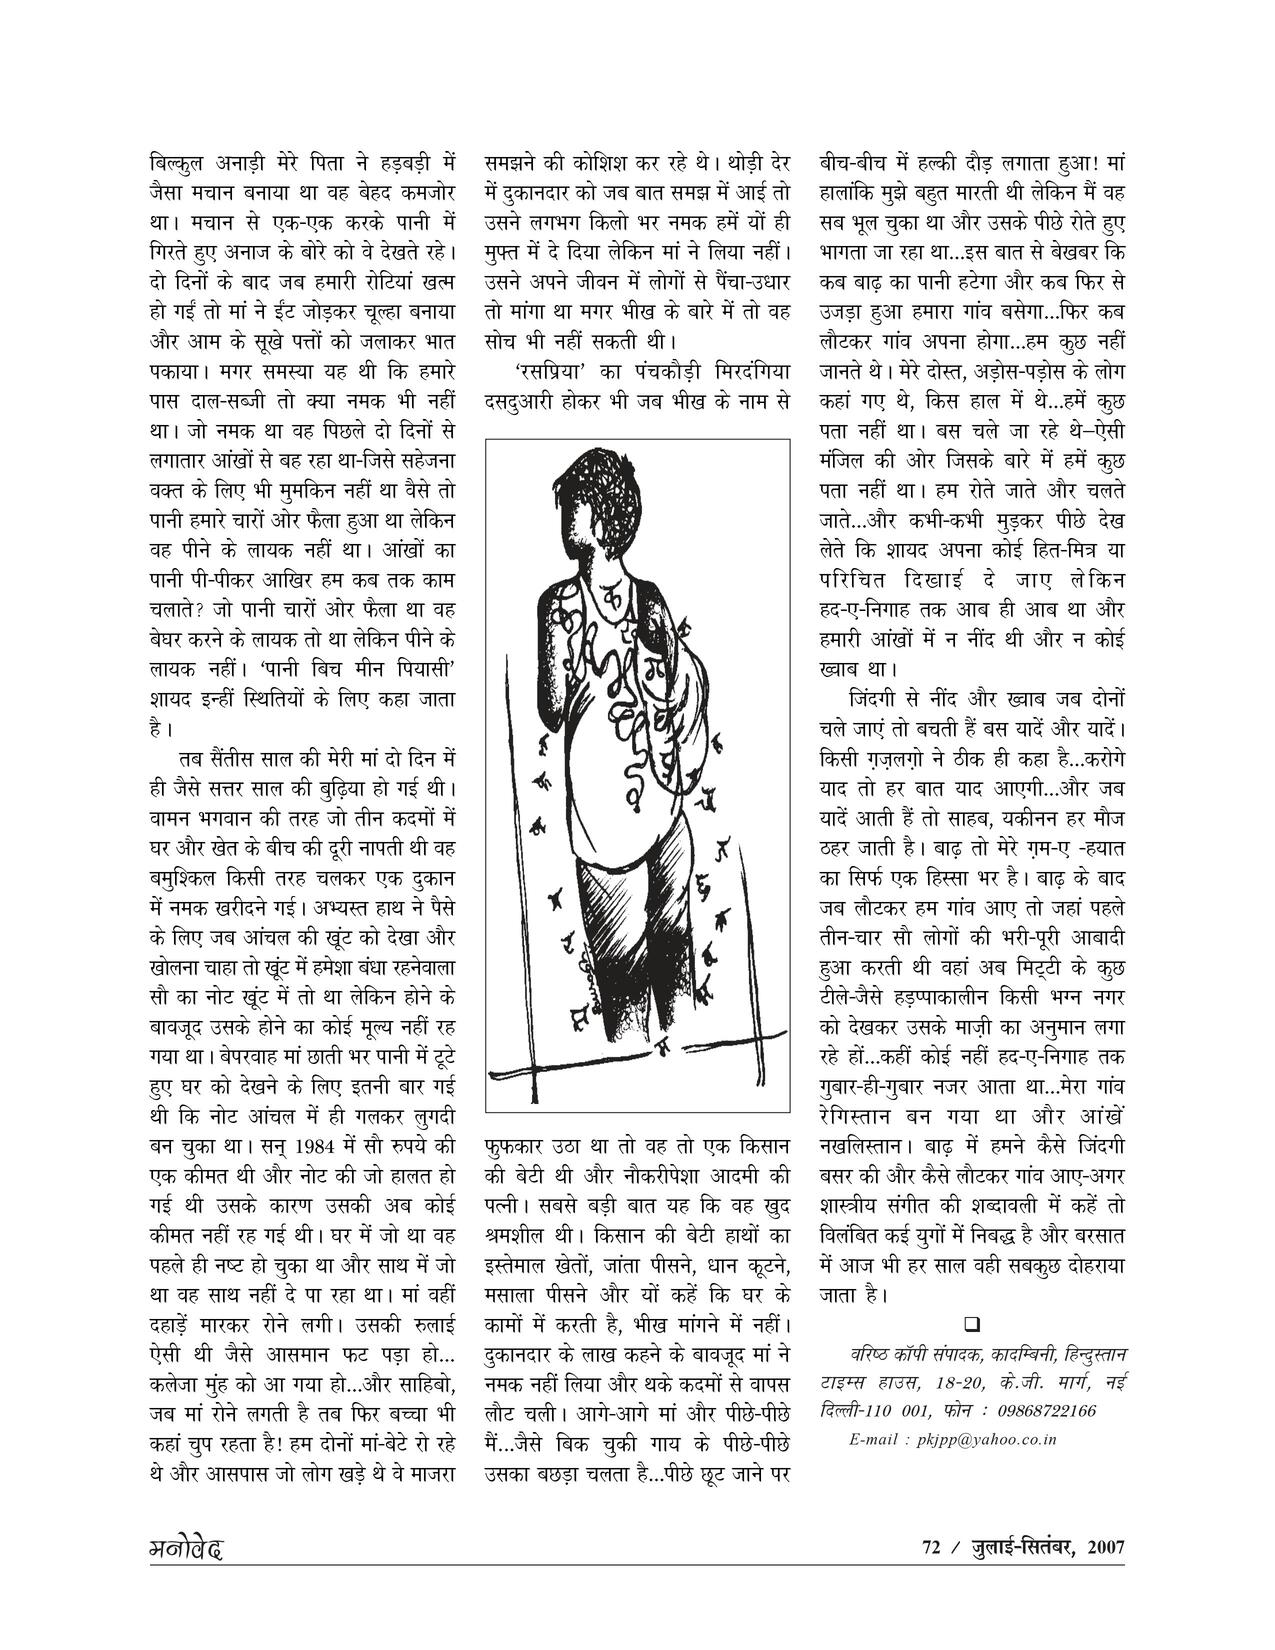 बिल्कुल अनाड़ी मेरे पिता ने हड़बड़ी में
जैसा मचान बनाया था वह बेहद कमजोर
था। मचान से एक-एक करके पानी में
गिरते हुए अनाज के बोरे को वे देखते रहे।
दो दिनों के बाद जब हमारी रोटियां खत्म
हो गईं तो मां ने ईंट जोड़कर चूल्हा बनाया
और आम के सूखे पत्तों को जलाकर भात
पकाया। मगर समस्या यह थी कि हमारे
पास दाल-सब्जी तो क्या नमक भी नहीं
था। जो नमक था वह पिछले दो दिनों से
लगातार आंखों से बह रहा था-जिसे सहेजना
वक्त के लिए भी मुमकिन नहीं था वैसे तो
पानी हमारे चारों ओर फैला हुआ था लेकिन
वह पीने के लायक नहीं था। आंखों का
पानी पी-पीकर आखिर हम कब तक काम
चलाते? जो पानी चारों ओर फैला था वह
बेघर करने के लायक तो था लेकिन पीने के
लायक नहीं। ‘पानी बिच मीन पियासी’
शायद इन्हीं स्थितियों के लिए कहा जाता
है।
तब सैंतीस साल की मेरी मां दो दिन में
ही जैसे सत्तर साल की बुढ़िया हो गई थी।
वामन भगवान की तरह जो तीन कदमों में
घर और खेत के बीच की दूरी नापती थी वह
बमुश्किल किसी तरह चलकर एक दुकान
में नमक खरीदने गई। अभ्यस्त हाथ ने पैसे
के लिए जब आंचल की खूंट को देखा और
खोलना चाहा तो खूंट में हमेशा बंधा रहनेवाला
सौ का नोट खूंट में तो था लेकिन होने के
बावजूद उसके होने का कोई मूल्य नहीं रह
गया था। बेपरवाह मां छाती भर पानी में टूटे
हुए घर को देखने के लिए इतनी बार गई
थी कि नोट आंचल में ही गलकर लुगदी
बन चुका था। सन् 1984 में सौ रुपये की
एक कीमत थी और नोट की जो हालत हो
गई थी उसके कारण उसकी अब कोई
कीमत नहीं रह गई थी। घर में जो था वह
पहले ही नष्ट हो चुका था और साथ में जो
था वह साथ नहीं दे पा रहा था। मां वहीं
दहाड़ें मारकर रोने लगी। उसकी रुलाई
ऐसी थी जैसे आसमान फट पड़ा हो...
कलेजा मुंह को आ गया हो...और साहिबो,
जब मां रोने लगती है तब फिर बच्चा भी
कहां चुप रहता है! हम दोनों मां-बेटे रो रहे
थे और आसपास जो लोग खड़े थे वे माजरा
समझने की कोशिश कर रहे थे। थोड़ी देर
में दुकानदार को जब बात समझ में आई तो
उसने लगभग किलो भर नमक हमें यों ही
मुफ्त में दे दिया लेकिन मां ने लिया नहीं।
उसने अपने जीवन में लोगों से पैंचा-उधार
तो मांगा था मगर भीख के बारे में तो वह
सोच भी नहीं सकती थी।
‘रसप्रिया’ का पंचकौड़ी मिरदंगिया
दसदुआरी होकर भी जब भीख के नाम से
फुफकार उठा था तो वह तो एक किसान
की बेटी थी और नौकरीपेशा आदमी की
पत्नी। सबसे बड़ी बात यह कि वह खुद
श्रमशील थी। किसान की बेटी हाथों का
इस्तेमाल खेतों, जांता पीसने, धान कूटने,
मसाला पीसने और यों कहें कि घर के
कामों में करती है, भीख मांगने में नहीं।
दुकानदार के लाख कहने के बावजूद मां ने
नमक नहीं लिया और थके कदमों से वापस
लौट चली। आगे-आगे मां और पीछे-पीछे
मैं...जैसे बिक चुकी गाय के पीछे-पीछे
उसका बछड़ा चलता है...पीछे छूट जाने पर
बीच-बीच में हल्की दौड़ लगाता हुआ! मां
हालांकि मुझे बहुत मारती थी लेकिन मैं वह
सब भूल चुका था और उसके पीछे रोते हुए
भागता जा रहा था...इस बात से बेखबर कि
कब बाढ़ का पानी हटेगा और कब फिर से
उजड़ा हुआ हमारा गांव बसेगा...फिर कब
लौटकर गांव अपना होगा...हम कुछ नहीं
जानते थे। मेरे दोस्त, अड़ोस-पड़ोस के लोग
कहां गए थे, किस हाल में थे...हमें कुछ
पता नहीं था। बस चले जा रहे थे–ऐसी
मंजिल की ओर जिसके बारे में हमें कुछ
पता नहीं था। हम रोते जाते और चलते
जाते...और कभी-कभी मुड़कर पीछे देख
लेते कि शायद अपना कोई हित-मित्र या
परिचित दिखाई दे जाए लेकिन
हद-ए-निगाह तक आब ही आब था और
हमारी आंखों में न नींद थी और न कोई
ख्वाब था।
जिंदगी से नींद और ख्वाब जब दोनों
चले जाएं तो बचती हैं बस यादें और यादें।
किसी ग़ज़लग़ो ने ठीक ही कहा है...करोगे
याद तो हर बात याद आएगी...और जब
यादें आती हैं तो साहब, यकीनन हर मौज
ठहर जाती है। बाढ़ तो मेरे ग़म-ए -हयात
का सिर्फ एक हिस्सा भर है। बाढ़ के बाद
जब लौटकर हम गांव आए तो जहां पहले
तीन-चार सौ लोगों की भरी-पूरी आबादी
हुआ करती थी वहां अब मिट्टी के कुछ
टीले-जैसे हड़प्पाकालीन किसी भग्न नगर
को देखकर उसके माज़ी का अनुमान लगा
रहे हों...कहीं कोई नहीं हद-ए-निगाह तक
गुबार-ही-गुबार नजर आता था...मेरा गांव
रेगिस्तान बन गया था और आंखें
नखलिस्तान। बाढ़ में हमने कैसे जिंदगी
बसर की और कैसे लौटकर गांव आए-अगर
शास्त्रीय संगीत की शब्दावली में कहें तो
विलंबित कई युगों में निबद्ध है और बरसात
में आज भी हर साल वही सबकुछ दोहराया
जाता है।
वरिष्ठ कॉपी संपादक, कादम्बिनी, हिन्दुस्तान
टाइम्स हाउस, 18-20, के.जी. मार्ग, नई
दिल्ली-110 001, फोन : 09868722166
E-mail : pkjpp@yahoo.co.in
मनोवेद
72 / जुलाई-सितंबर, 2007